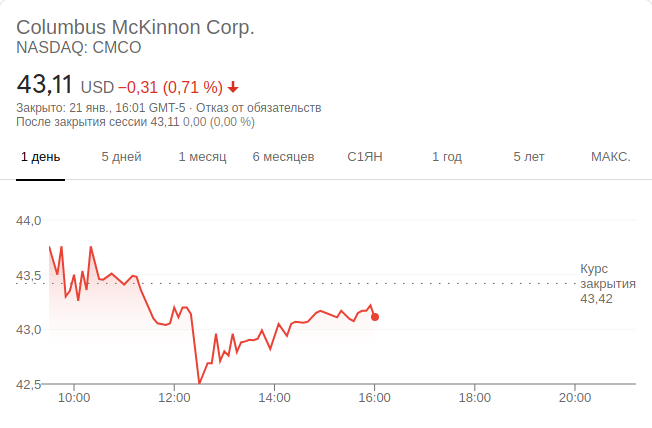 Columbus McKinnon Corp.
NASDAQ: CMCO
43,11 USD −0,31 (0,71 %)
Закрыто: 21 янв., 16:01 GMT-5 · Отказ от обязательств
После закрытия сессии 43,11 0,00 (0,00 %)
1 день 5 дней 1 месяц 6 месяцев С1ЯН 1 год 5 лет МАКС.
44,0
43,5
43,0
42,5
Курс
закрытия
43,42
10:00 12:00 14:00 16:00 18:00 20:00